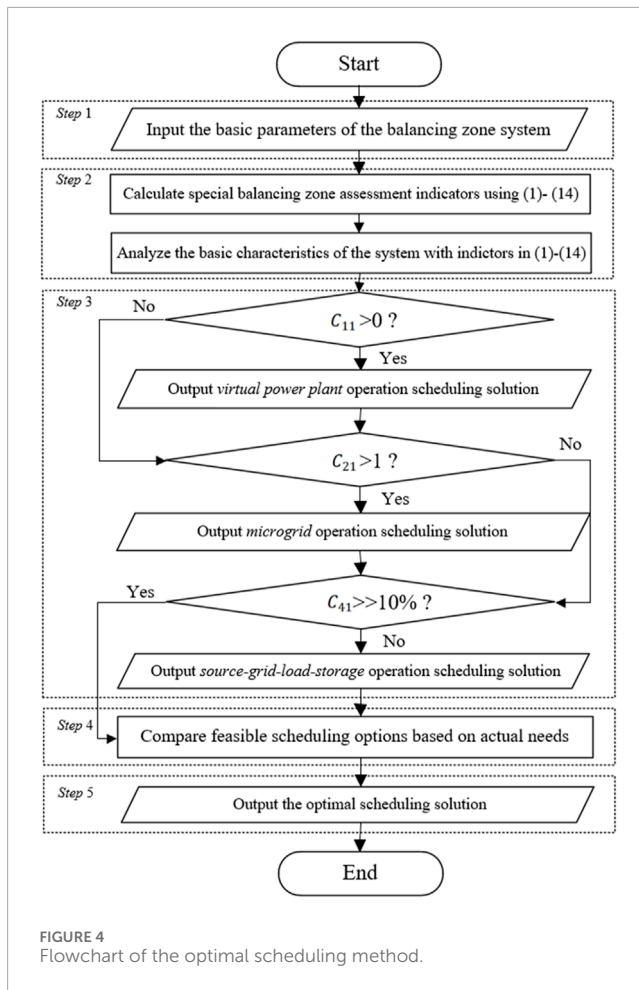 Start
Step 1
Input the basic parameters of the balancing zone system
Step 2
Calculate special balancing zone assessment indicators using (1)- (14)
Analyze the basic characteristics of the system with indictors in (1)-(14)
Step 3
No
C₁₁>0 ?
Yes
Output virtual power plant operation scheduling solution
No
C₂₁>1 ?
Yes
Output microgrid operation scheduling solution
Yes
C₄₁>>10% ?
No
Output source-grid-load-storage operation scheduling solution
Step 4
Compare feasible scheduling options based on actual needs
Step 5
Output the optimal scheduling solution
End
FIGURE 4
Flowchart of the optimal scheduling method.